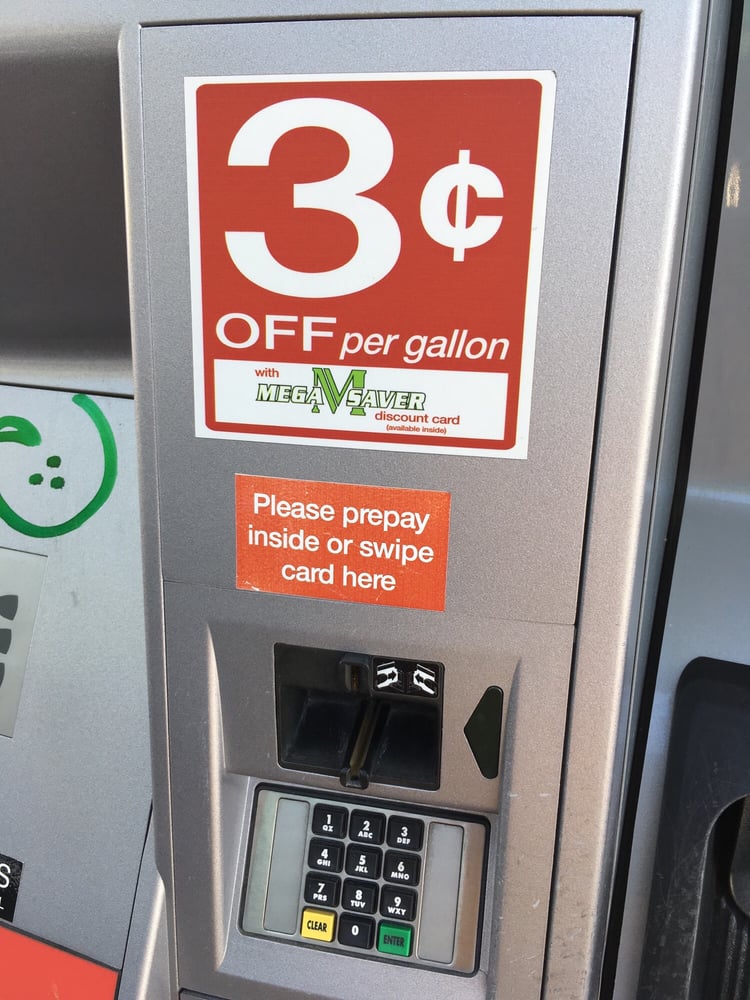 3¢
OFF per gallon
with
MEGA M SAVER
discount card
(available inside)
Please prepay
inside or swipe
card here
1 2 3
QZ ABC DEF
4 5 6
GHI JKL MNO
7 8 9
PRS TUV WXY
CLEAR 0 ENTER
S
L